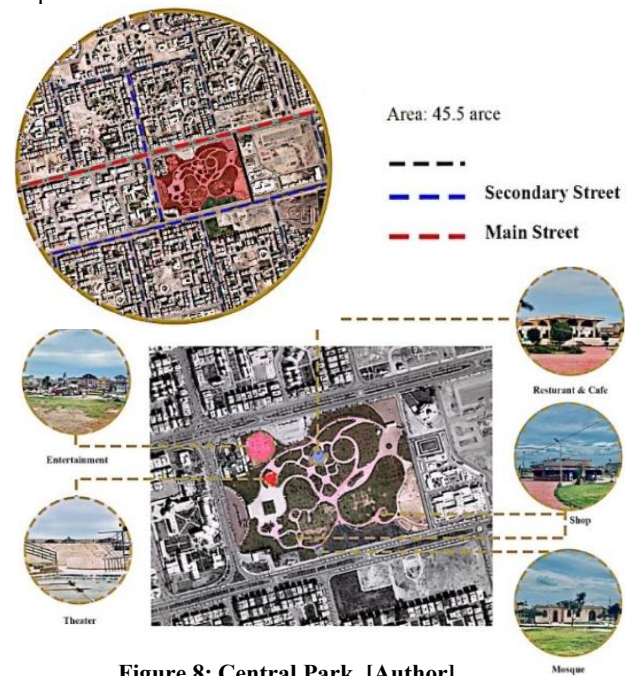 Area: 45.5 arce
Secondary Street
Main Street
Resturant & Cafe
Entertainment
Shop
Theater
Mosque
Figure 8: Central Park. [Author]